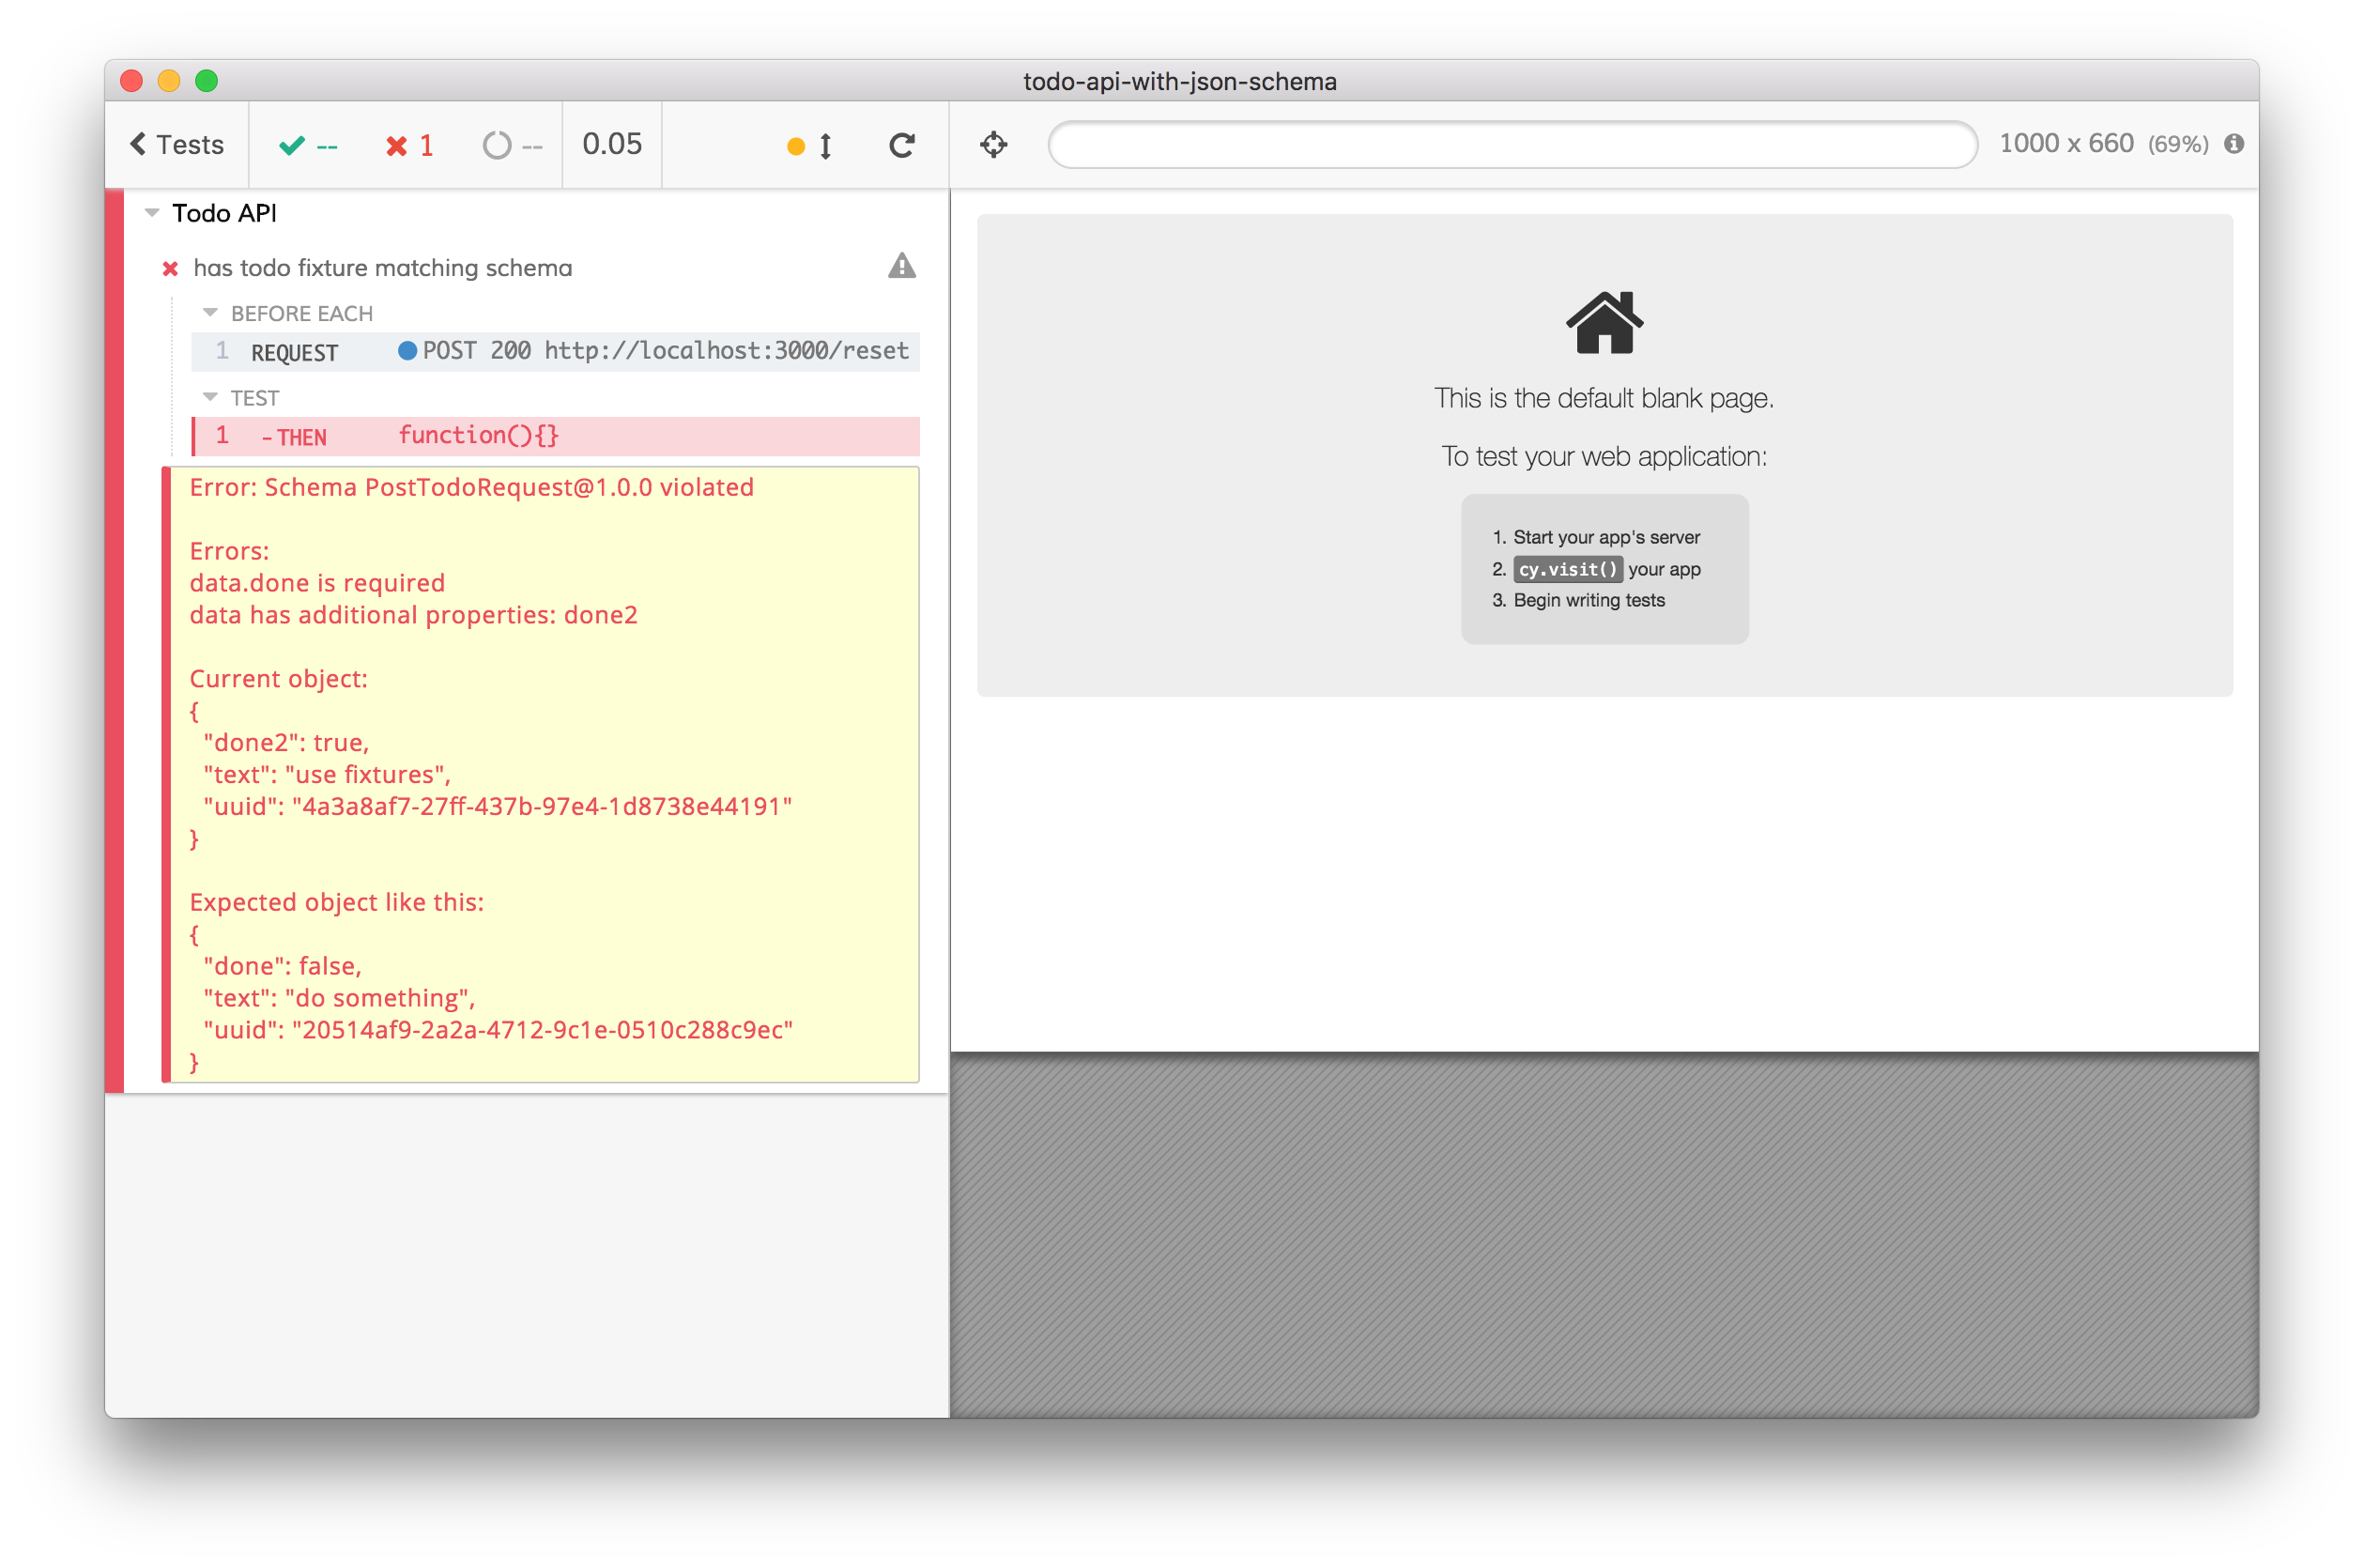 todo-api-with-json-schema
Tests
--
1
--
0.05
1000 x 660 (69%)
Todo API
has todo fixture matching schema
BEFORE EACH
1 REQUEST POST 200 http://localhost:3000/reset
TEST
1 -THEN function(){}
Error: Schema PostTodoRequest@1.0.0 violated
Errors:
data.done is required
data has additional properties: done2
Current object:
{
"done2": true,
"text": "use fixtures",
"uuid": "4a3a8af7-27ff-437b-97e4-1d8738e44191"
}
Expected object like this:
{
"done": false,
"text": "do something",
"uuid": "20514af9-2a2a-4712-9c1e-0510c288c9ec"
}
This is the default blank page.
To test your web application:
1. Start your app's server
2. cy.visit() your app
3. Begin writing tests